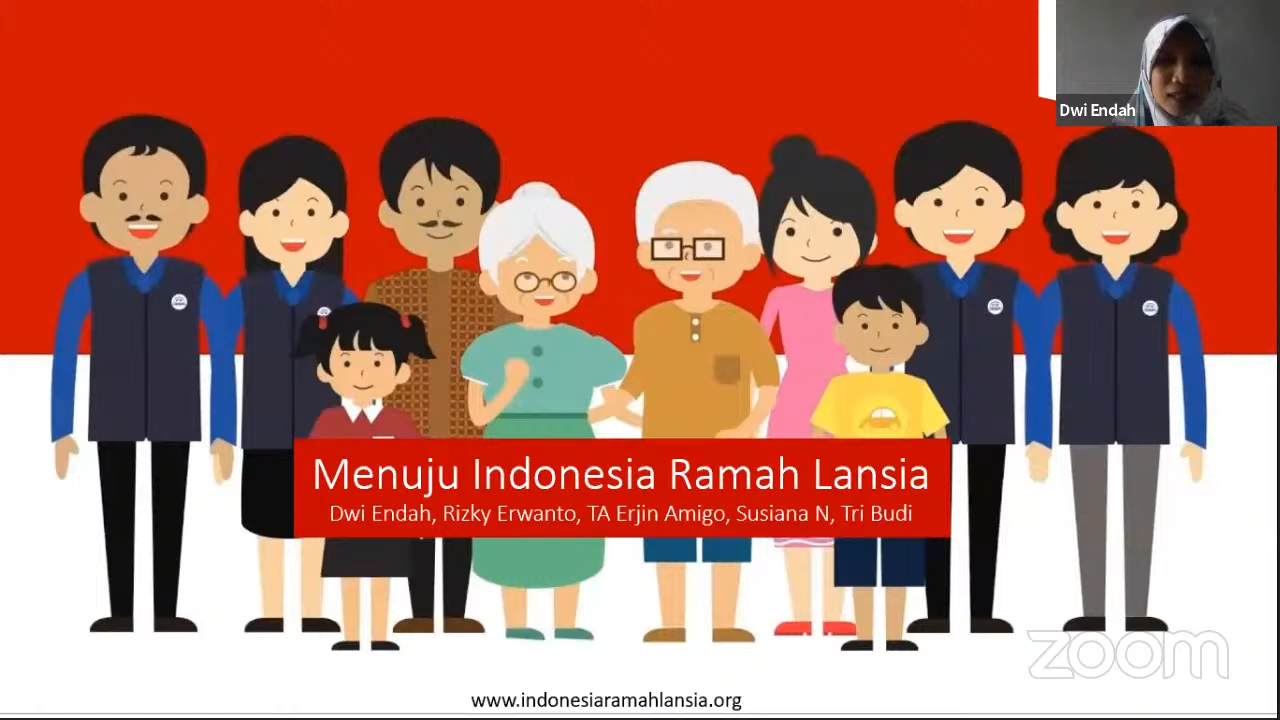 Dwi Endah
Menuju Indonesia Ramah Lansia
Dwi Endah, Rizky Erwanto, TA Erjin Amigo, Susiana N, Tri Budi
zoom
www.indonesiaramahlansia.org